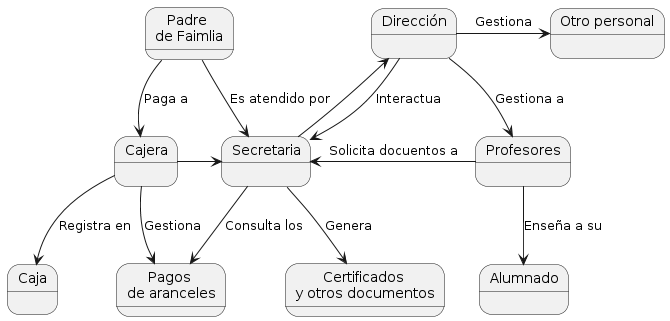 Padre
de Faimlia
Dirección
Gestiona
Otro personal
Paga a
Es atendido por
Interactua
Gestiona a
Cajera
Secretaria
Solicita docuentos a
Profesores
Registra en
Gestiona
Consulta los
Genera
Enseña a su
Caja
Pagos
de aranceles
Certificados
y otros documentos
Alumnado